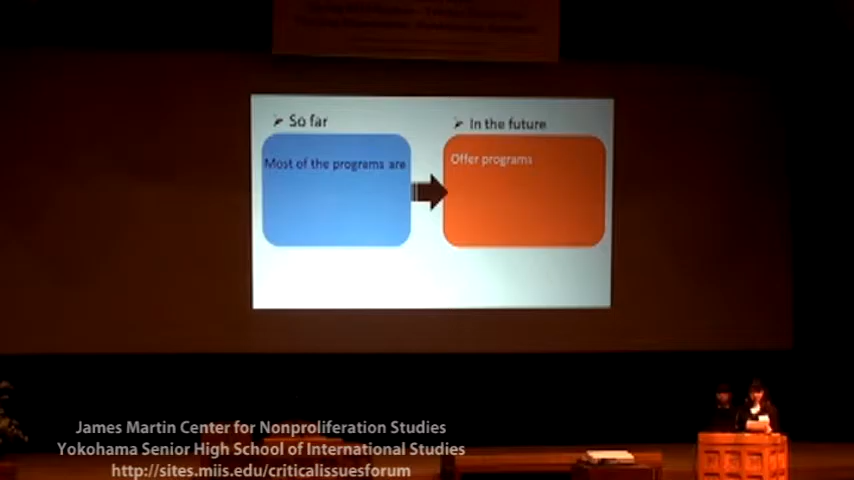 So far
In the future
Most of the programs are
Offer programs
James Martin Center for Nonproliferation Studies
Yokohama Senior High School of International Studies
http://sites.miis.edu/criticalissuesforum